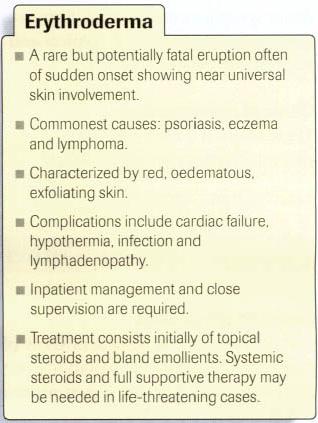 Erythroderma
■ A rare but potentially fatal eruption often
of sudden onset showing near universal
skin involvement.
■ Commonest causes: psoriasis, eczema
and lymphoma.
■ Characterized by red, oedematous,
exfoliating skin.
■ Complications include cardiac failure,
hypothermia, infection and
lymphadenopathy.
■ Inpatient management and close
supervision are required.
■ Treatment consists initially of topical
steroids and bland emollients. Systemic
steroids and full supportive therapy may
be needed in life-threatening cases.